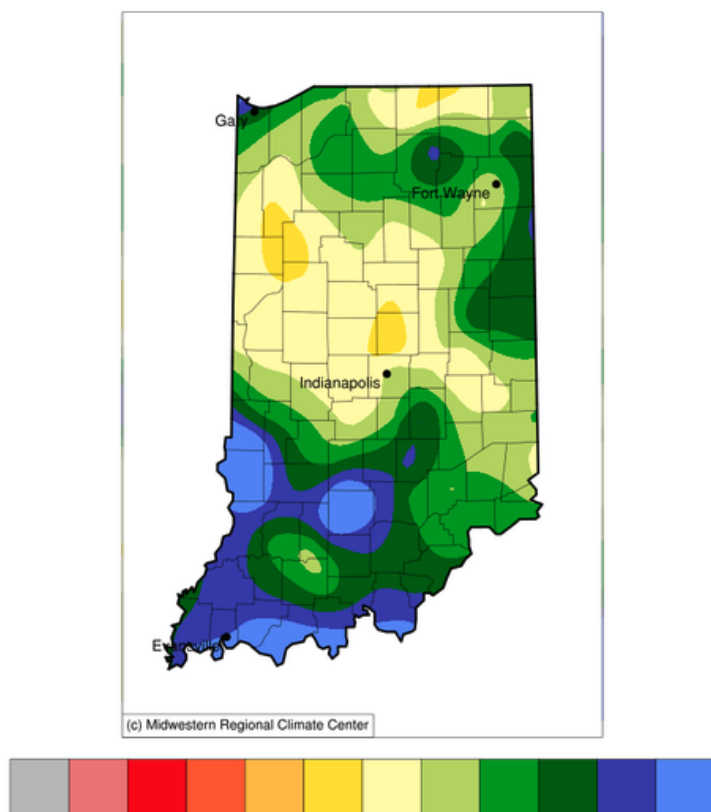 Gary
Fort Wayne
Indianapolis
Evansville
(c) Midwestern Regional Climate Center